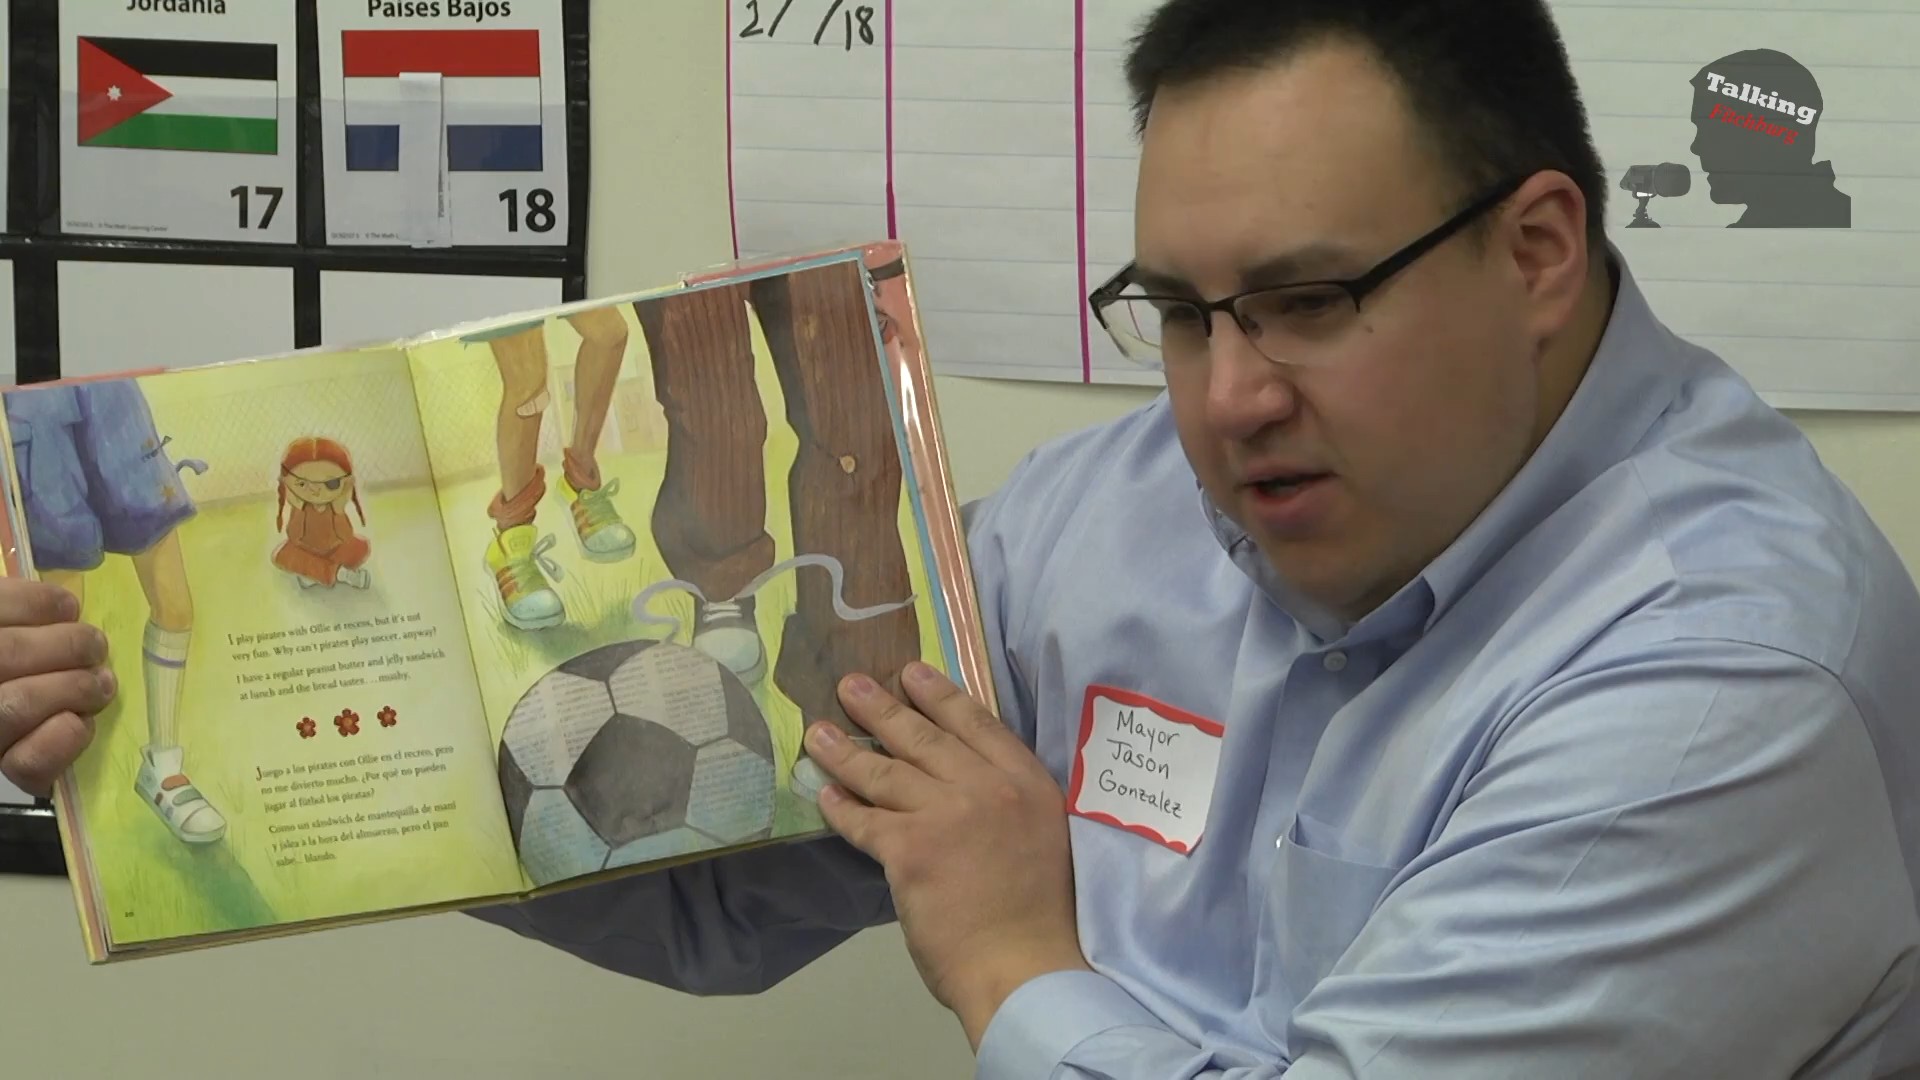 Jordania
17
Países Bajos
18
2/ /18
Talking
Fitchburg
I play pirates with Ollie at recess, but it's not
very fun. Why can't pirates play soccer, anyway?
I have a regular peanut butter and jelly sandwich
at lunch and the bread tastes . . . mushy.
Juego a los piratas con Ollie en el recreo, pero
no me divierto mucho. ¿Por qué no pueden
jugar al fútbol los piratas?
Como un sándwich de mantequilla de maní
y jalea a la hora del almuerzo, pero el pan
sabe... blando.
20
Mayor
Jason
Gonzalez